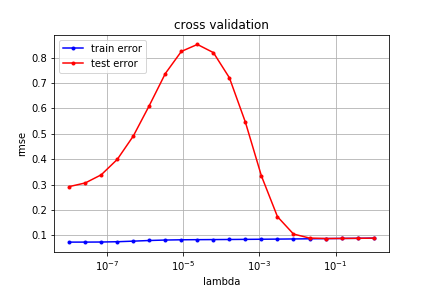 cross validation
train error
test error
0.8
0.7
0.6
0.5
0.4
0.3
0.2
0.1
rmse
10⁻⁷ 10⁻⁵ 10⁻³ 10⁻¹
lambda